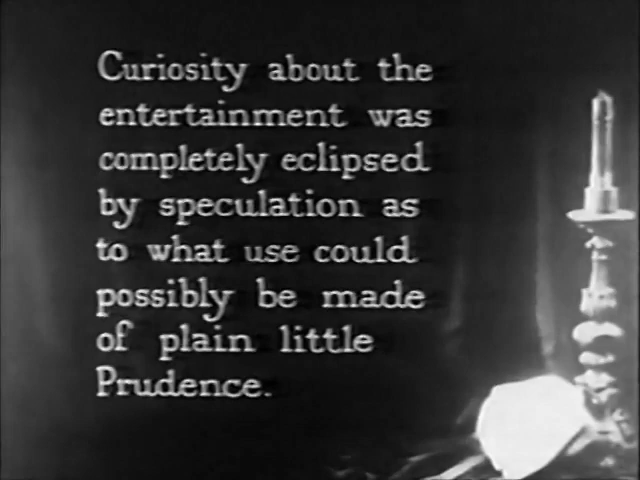 Curiosity about the
entertainment was
completely eclipsed
by speculation as
to what use could
possibly be made
of plain little
Prudence.